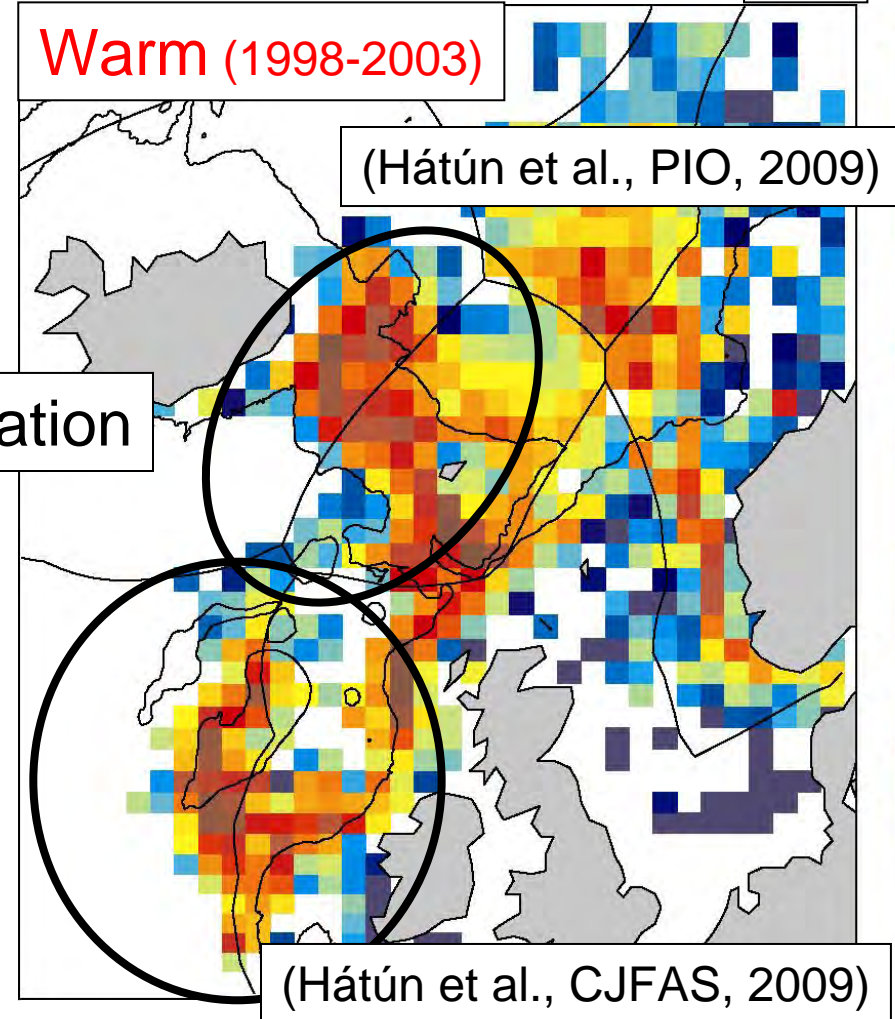 Warm (1998-2003)
(Hátún et al., PIO, 2009)
ation
(Hátún et al., CJFAS, 2009)